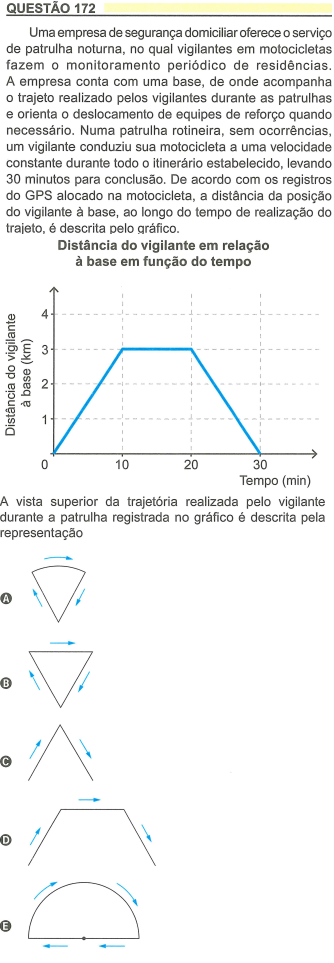 QUESTÃO 172
Uma empresa de segurança domiciliar oferece o serviço
de patrulha noturna, no qual vigilantes em motocicletas
fazem o monitoramento periódico de residências.
A empresa conta com uma base, de onde acompanha
o trajeto realizado pelos vigilantes durante as patrulhas
e orienta o deslocamento de equipes de reforço quando
necessário. Numa patrulha rotineira, sem ocorrências,
um vigilante conduziu sua motocicleta a uma velocidade
constante durante todo o itinerário estabelecido, levando
30 minutos para conclusão. De acordo com os registros
do GPS alocado na motocicleta, a distância da posição
do vigilante à base, ao longo do tempo de realização do
trajeto, é descrita pelo gráfico.
Distância do vigilante em relação
à base em função do tempo
Distância do vigilante
à base (km)
4
3
2
1
0 10 20 30
Tempo (min)
A vista superior da trajetória realizada pelo vigilante
durante a patrulha registrada no gráfico é descrita pela
representação
A
B
C
D
E